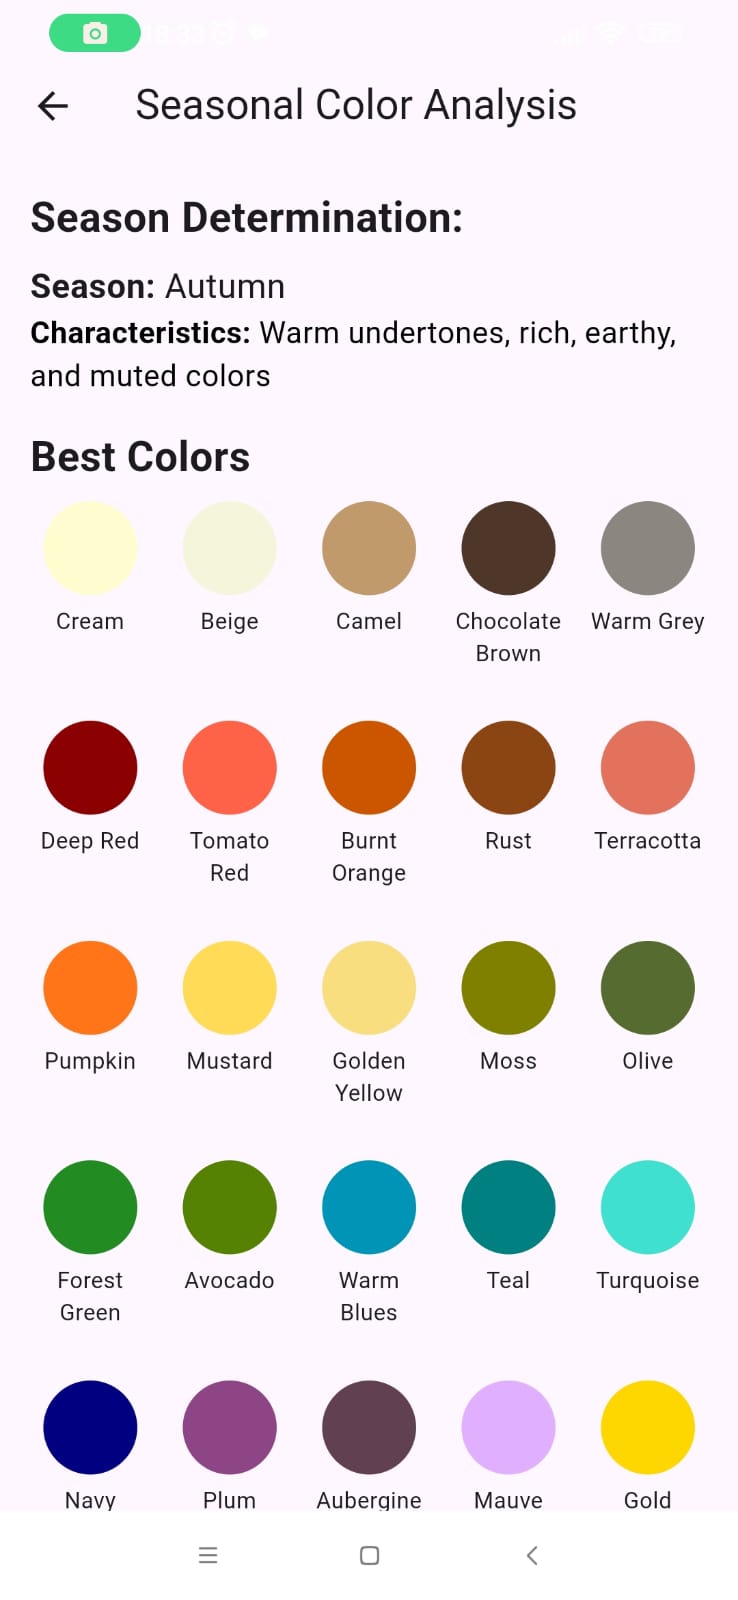 Seasonal Color Analysis
Season Determination:
Season: Autumn
Characteristics: Warm undertones, rich, earthy,
and muted colors
Best Colors
Cream Beige Camel Chocolate Brown Warm Grey
Deep Red Tomato Red Burnt Orange Rust Terracotta
Pumpkin Mustard Golden Yellow Moss Olive
Forest Green Avocado Warm Blues Teal Turquoise
Navy Plum Aubergine Mauve Gold